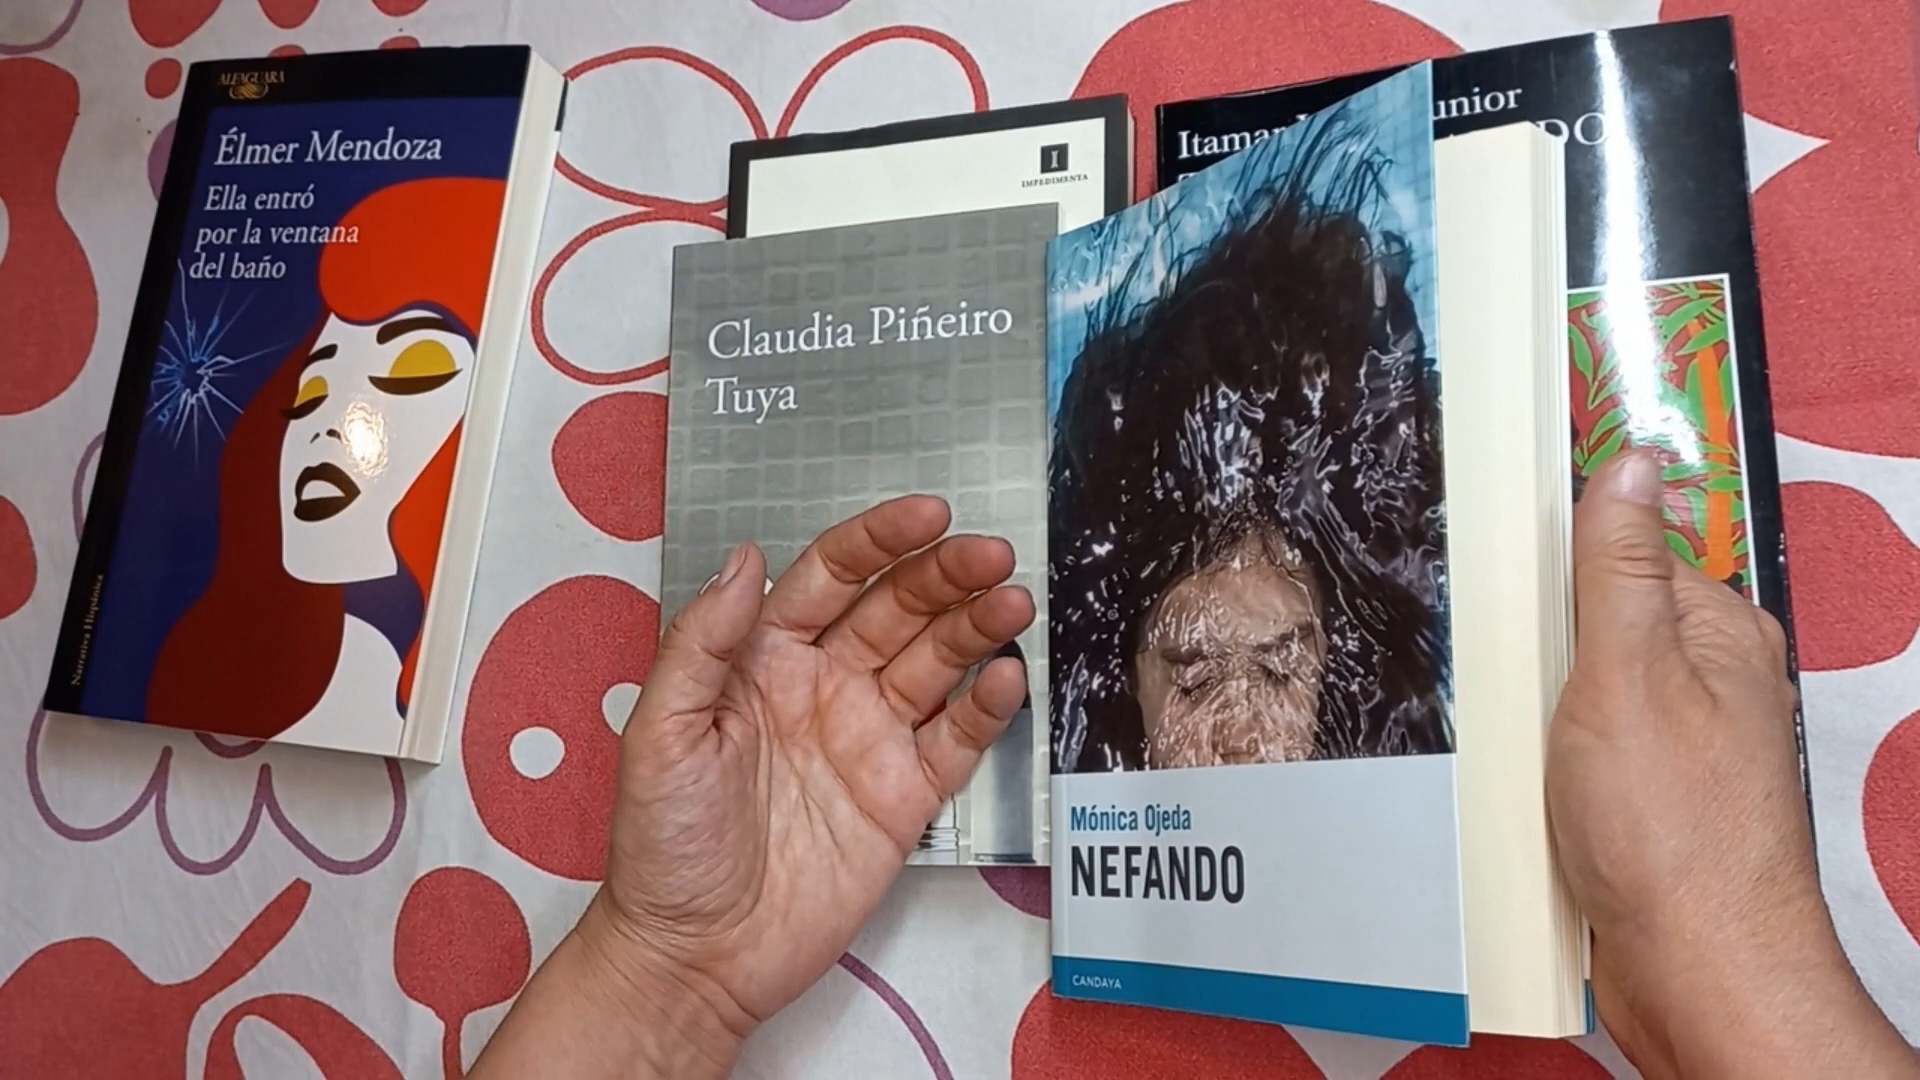 ALFAGUARA
Élmer Mendoza
Ella entró
por la ventana
del baño
Narrativa Hispánica
IMPEDIMENTA
Claudia Piñeiro
Tuya
Itamar
unior
Mónica Ojeda
NEFANDO
CANDAYA